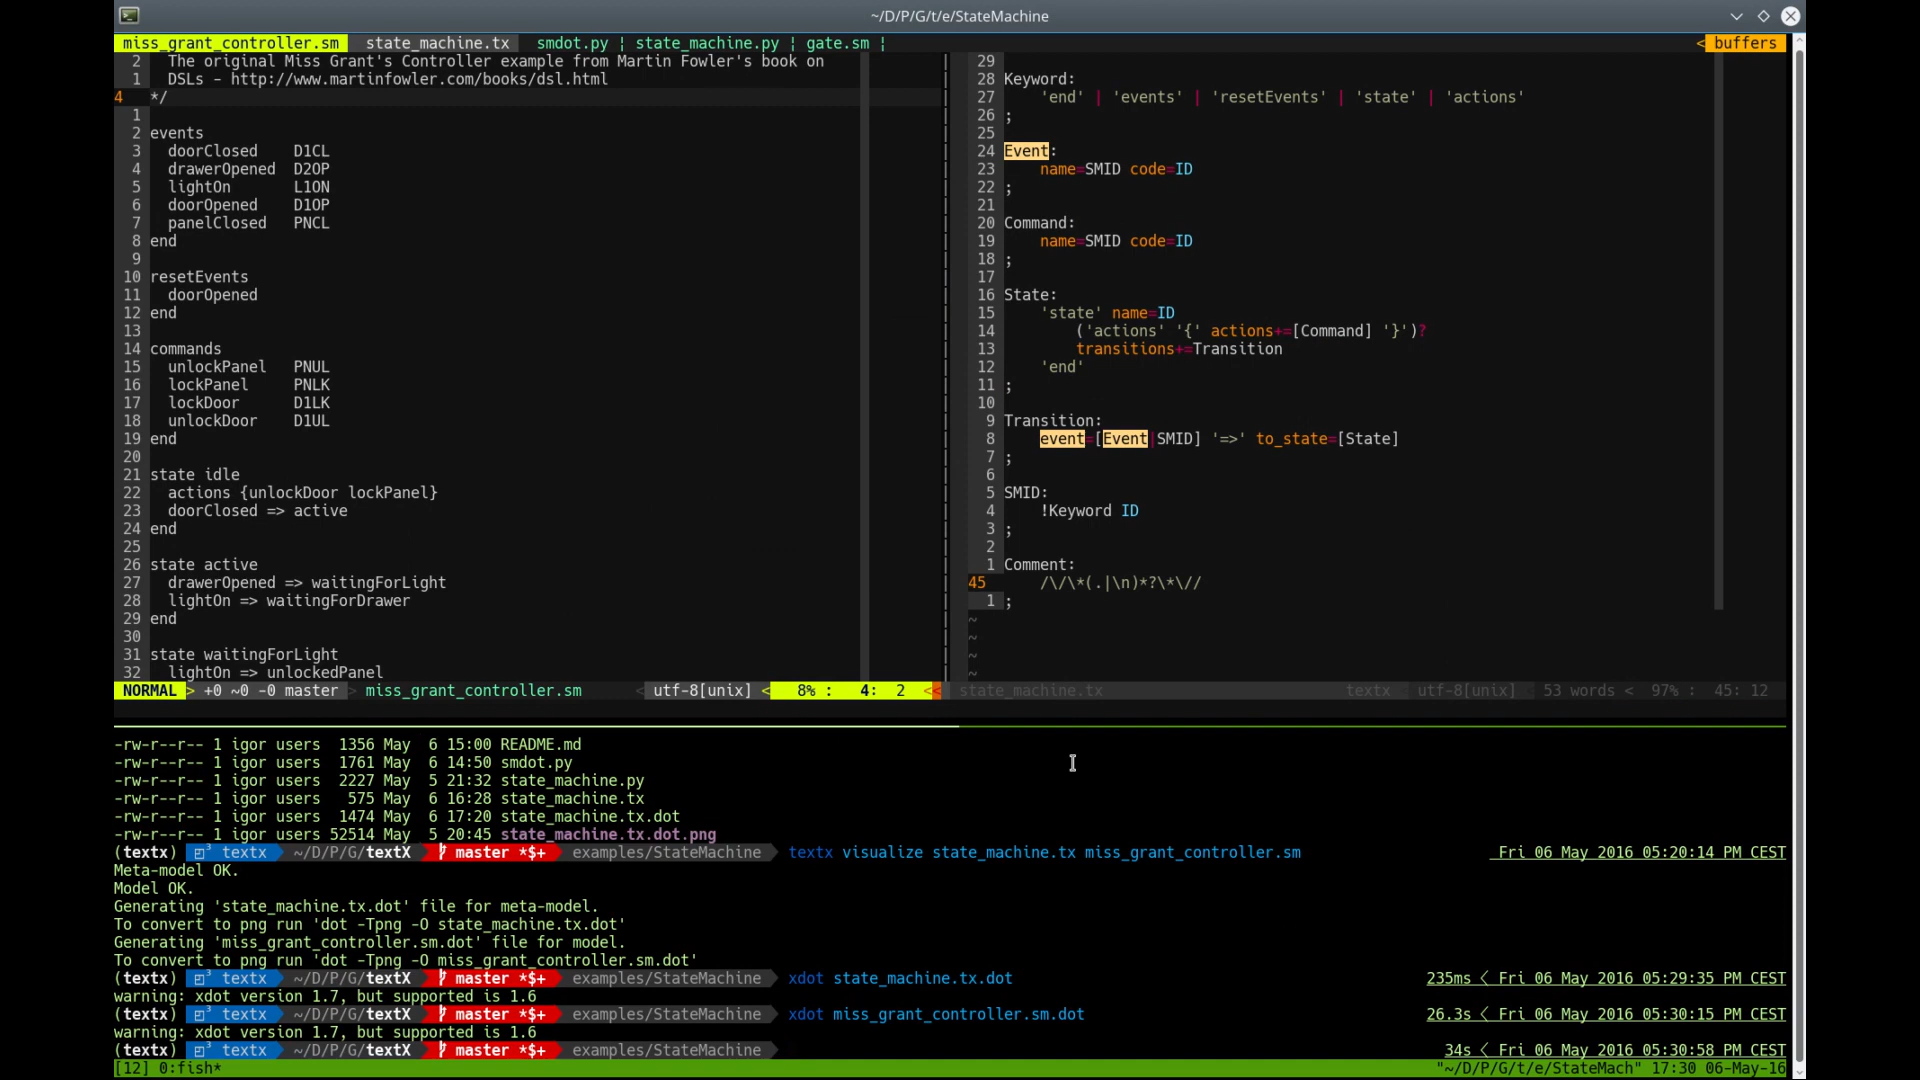 ~/D/P/G/t/e/StateMachine
miss_grant_controller.sm state_machine.tx smdot.py ¦ state_machine.py ¦ gate.sm ¦ < buffers
2 The original Miss Grant's Controller example from Martin Fowler's book on
1 DSLs - http://www.martinfowler.com/books/dsl.html
4 */
1
2 events
3 doorClosed D1CL
4 drawerOpened D2OP
5 lightOn L1ON
6 doorOpened D1OP
7 panelClosed PNCL
8 end
9
10 resetEvents
11 doorOpened
12 end
13
14 commands
15 unlockPanel PNUL
16 lockPanel PNLK
17 lockDoor D1LK
18 unlockDoor D1UL
19 end
20
21 state idle
22 actions {unlockDoor lockPanel}
23 doorClosed => active
24 end
25
26 state active
27 drawerOpened => waitingForLight
28 lightOn => waitingForDrawer
29 end
30
31 state waitingForLight
32 lightOn => unlockedPanel
NORMAL > +0 ~0 -0 master > miss_grant_controller.sm < utf-8[unix] < 8% : 4: 2 <<
29
28 Keyword:
27 'end' | 'events' | 'resetEvents' | 'state' | 'actions'
26 ;
25
24 Event:
23 name=SMID code=ID
22 ;
21
20 Command:
19 name=SMID code=ID
18 ;
17
16 State:
15 'state' name=ID
14 ('actions' '{' actions+=[Command] '}')?
13 transitions+=Transition
12 'end'
11 ;
10
9 Transition:
8 event=[Event|SMID] '=>' to_state=[State]
7 ;
6
5 SMID:
4 !Keyword ID
3 ;
2
1 Comment:
45 /\/\*(.|\n)*?\*\//
1 ;
~
~
~
~
state_machine.tx textx < utf-8[unix] < 53 words < 97% : 45: 12
-rw-r--r-- 1 igor users 1356 May 6 15:00 README.md
-rw-r--r-- 1 igor users 1761 May 6 14:50 smdot.py
-rw-r--r-- 1 igor users 2227 May 5 21:32 state_machine.py
-rw-r--r-- 1 igor users 575 May 6 16:28 state_machine.tx
-rw-r--r-- 1 igor users 1474 May 6 17:20 state_machine.tx.dot
-rw-r--r-- 1 igor users 52514 May 5 20:45 state_machine.tx.dot.png
(textx) textx ~/D/P/G/textX master *$+ examples/StateMachine textx visualize state_machine.tx miss_grant_controller.sm Fri 06 May 2016 05:20:14 PM CEST
Meta-model OK.
Model OK.
Generating 'state_machine.tx.dot' file for meta-model.
To convert to png run 'dot -Tpng -O state_machine.tx.dot'
Generating 'miss_grant_controller.sm.dot' file for model.
To convert to png run 'dot -Tpng -O miss_grant_controller.sm.dot'
(textx) textx ~/D/P/G/textX master *$+ examples/StateMachine xdot state_machine.tx.dot 235ms < Fri 06 May 2016 05:29:35 PM CEST
warning: xdot version 1.7, but supported is 1.6
(textx) textx ~/D/P/G/textX master *$+ examples/StateMachine xdot miss_grant_controller.sm.dot 26.3s < Fri 06 May 2016 05:30:15 PM CEST
warning: xdot version 1.7, but supported is 1.6
(textx) textx ~/D/P/G/textX master *$+ examples/StateMachine 34s < Fri 06 May 2016 05:30:58 PM CEST
[12] 0:fish* "~/D/P/G/t/e/StateMach" 17:30 06-May-16